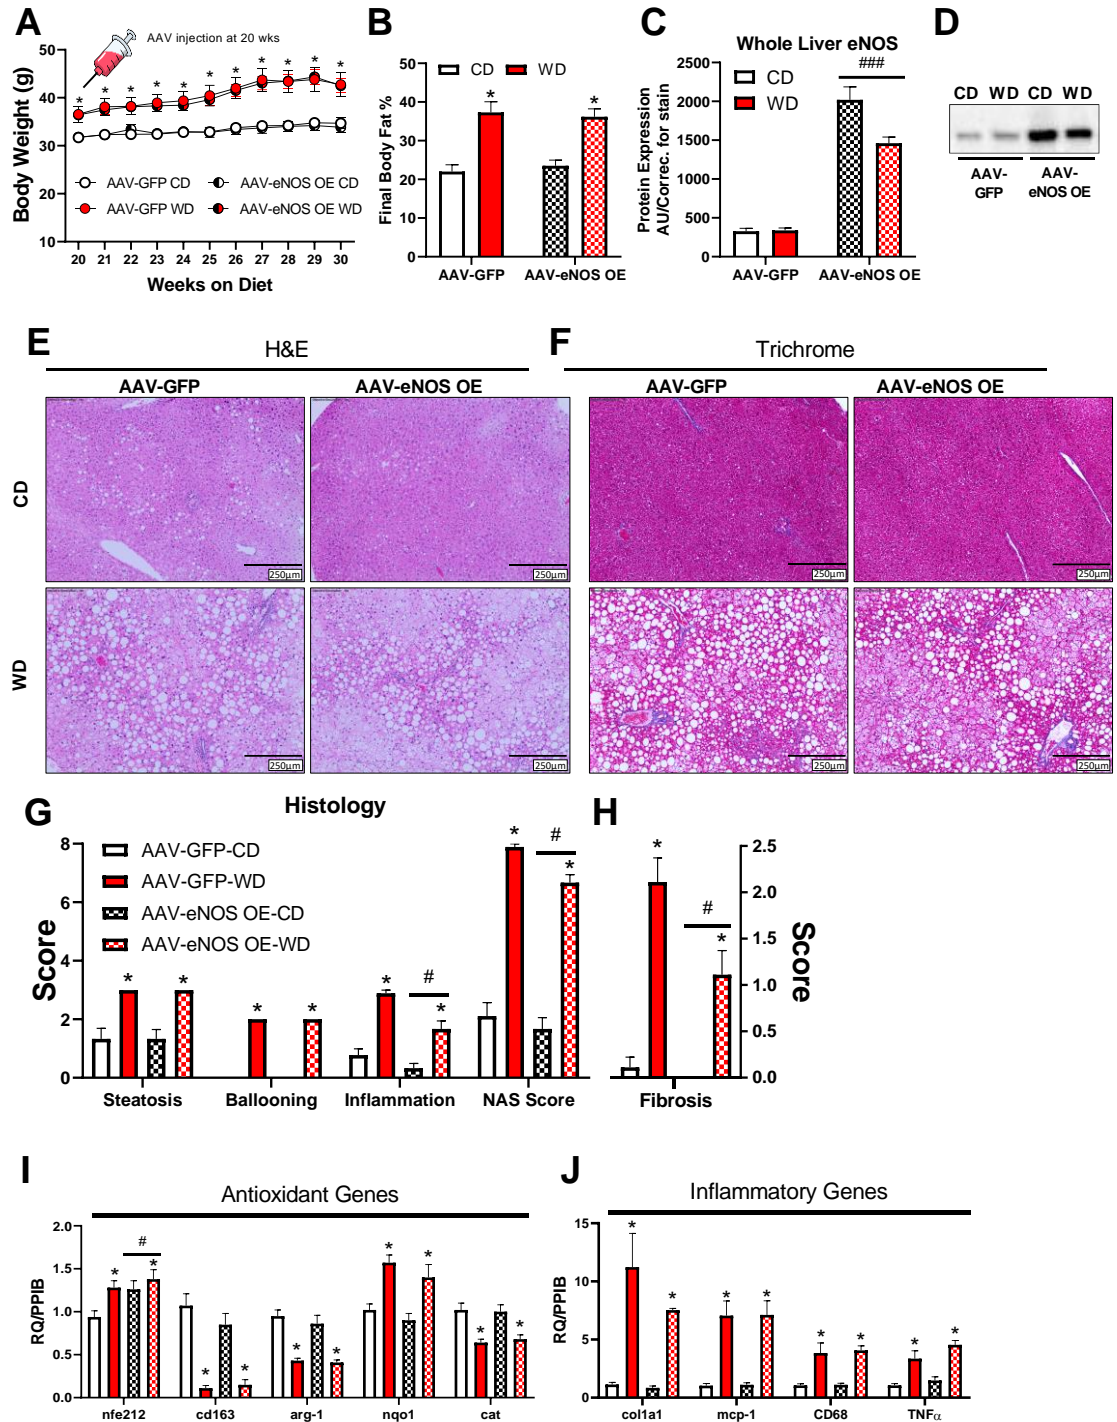 A
AAV injection at 20 wks
Body Weight (g)
50
40
30
20
10
AAV-GFP CD
AAV-eNOS OE CD
AAV-GFP WD
AAV-eNOS OE WD
* * * * * * * * * * *
20 21 22 23 24 25 26 27 28 29 30
Weeks on Diet
B
Final Body Fat %
50
40
30
20
10
0
CD WD
* *
AAV-GFP AAV-eNOS OE
C
Whole Liver eNOS
Protein Expression
AU/Correc. for stain
2500
2000
1500
1000
500
0
CD
WD
###
AAV-GFP AAV-eNOS OE
D
CD WD CD WD
AAV-
GFP
AAV-
eNOS OE
E
H&E
AAV-GFP AAV-eNOS OE
CD
250µm 250µm
WD
250µm 250µm
F
Trichrome
AAV-GFP AAV-eNOS OE
250µm 250µm
250µm 250µm
G
Histology
Score
8
6
4
2
0
AAV-GFP-CD
AAV-GFP-WD
AAV-eNOS OE-CD
AAV-eNOS OE-WD
* * * * * # * * # *
Steatosis Ballooning Inflammation NAS Score
H
* # *
2.5
2.0
1.5
1.0
0.5
0.0
Score
Fibrosis
I
Antioxidant Genes
RQ/PPIB
2.0
1.5
1.0
0.5
0.0
* # * * * * * * * * *
nfe212 cd163 arg-1 nqo1 cat
J
Inflammatory Genes
RQ/PPIB
15
10
5
0
* * * * * * * *
col1a1 mcp-1 CD68 TNFα